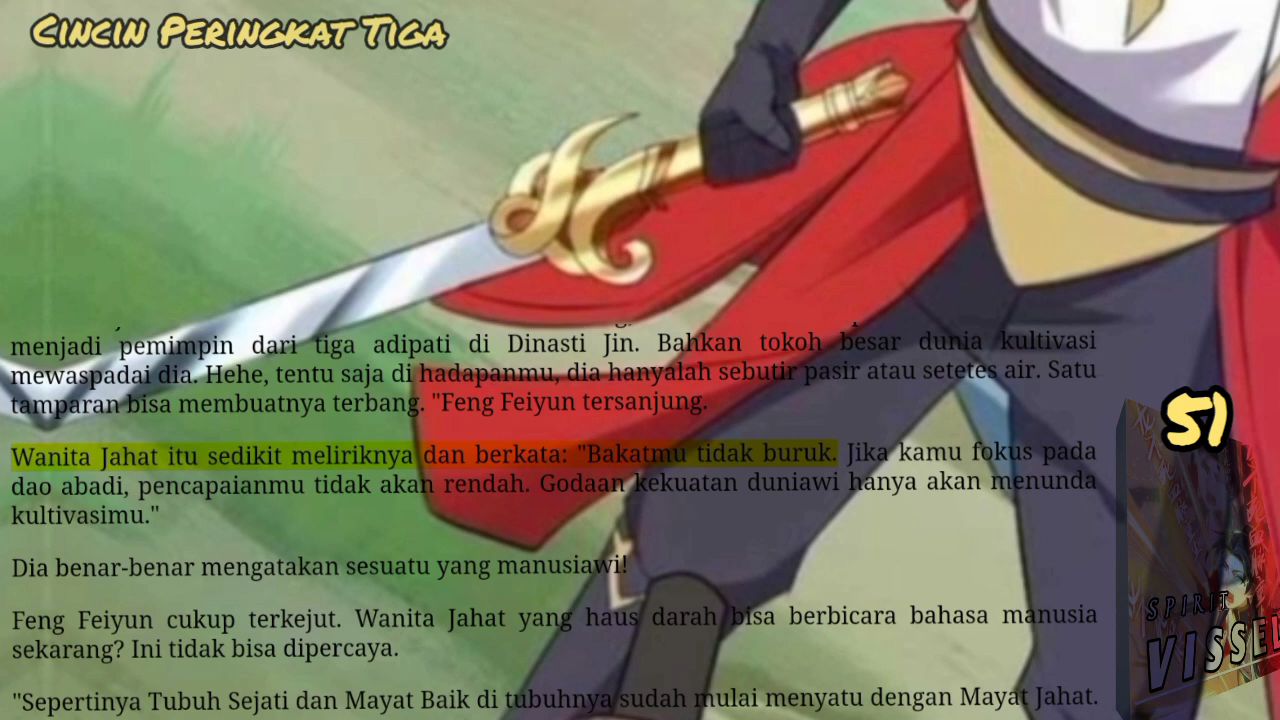 Cincin Peringkat Tiga
menjadi pemimpin dari tiga adipati di Dinasti Jin. Bahkan tokoh besar dunia kultivasi
mewaspadai dia. Hehe, tentu saja di hadapanmu, dia hanyalah sebutir pasir atau setetes air. Satu
tamparan bisa membuatnya terbang. "Feng Feiyun tersanjung.
Wanita Jahat itu sedikit meliriknya dan berkata: "Bakatmu tidak buruk. Jika kamu fokus pada
dao abadi, pencapaianmu tidak akan rendah. Godaan kekuatan duniawi hanya akan menunda
kultivasimu."
Dia benar-benar mengatakan sesuatu yang manusiawi!
Feng Feiyun cukup terkejut. Wanita Jahat yang haus darah bisa berbicara bahasa manusia
sekarang? Ini tidak bisa dipercaya.
"Sepertinya Tubuh Sejati dan Mayat Baik di tubuhnya sudah mulai menyatu dengan Mayat Jahat.
51
SPIRIT
VISSEL